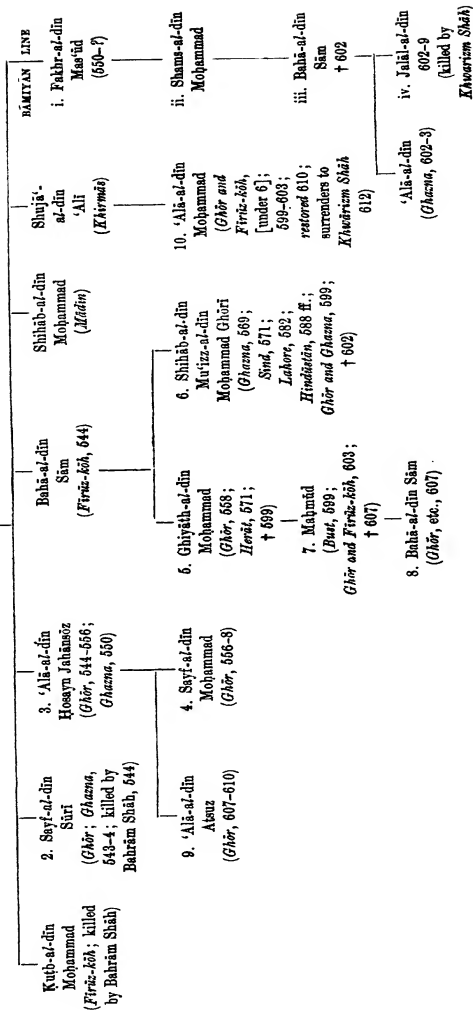 Ḳuṭb-al-dīn
Moḥammad
(Fīrūz-kōh; killed
by Bahrām Shāh)
2. Sayf-al-dīn
Sūrī
(Ghōr; Ghazna,
543-4; killed by
Bahrām Shāh, 544)
3. ‘Alā-al-dīn
Ḥosayn Jahānsōz
(Ghōr, 544-556;
Ghazna, 550)
Bahā-al-dīn
Sām
(Fīrūz-kōh, 544)
Shihāb-al-dīn
Moḥammad
(Mādīn)
Shujā‘-
al-dīn
‘Alī
(Khirmās)
BĀMIYĀN LINE
i. Fakhr-al-dīn
Mas‘ūd
(550-?)
9. ‘Alā-al-dīn
Atsuz
(Ghōr, 607-610)
4. Sayf-al-dīn
Moḥammad
(Ghōr, 556-8)
5. Ghiyāth-al-dīn
Moḥammad
(Ghōr, 558;
Herāt, 571;
† 599)
6. Shihāb-al-dīn
Mu‘izz-al-dīn
Moḥammad Ghōrī
(Ghazna, 569;
Sind, 571;
Lahore, 582;
Hindūstān, 588 ff.;
Ghōr and Ghazna, 599;
† 602)
10. ‘Alā-al-dīn
Moḥammad
(Ghōr and
Fīrūz-kōh,
[under 6];
599-603;
restored 610;
surrenders to
Khwārizm Shāh
612)
ii. Shams-al-dīn
Moḥammad
7. Maḥmūd
(Bust, 599;
Ghōr and Fīrūz-kōh, 603;
† 607)
iii. Bahā-al-dīn
Sām
† 602
8. Bahā-al-dīn Sām
(Ghōr, etc., 607)
‘Alā-al-dīn
(Ghazna, 602-3)
iv. Jalāl-al-dīn
602-9
(killed by
Khwarizm Shāh)